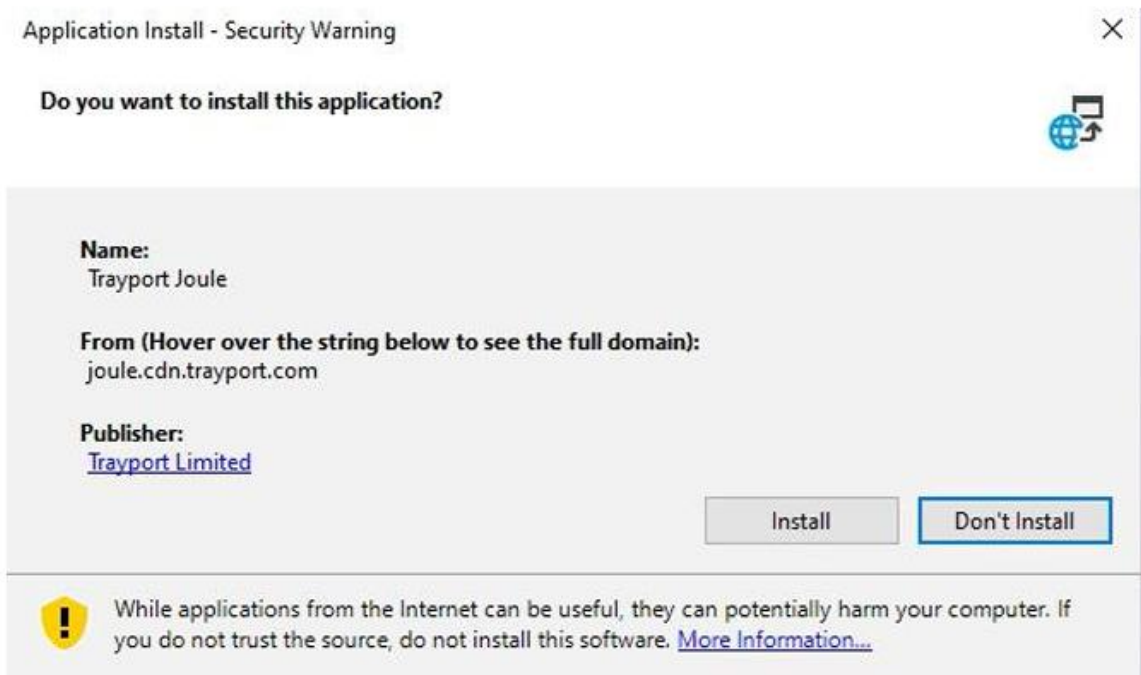 Application Install - Security Warning
Do you want to install this application?
Name:
Trayport Joule
From (Hover over the string below to see the full domain):
joule.cdn.trayport.com
Publisher:
Trayport Limited
Install
Don't Install
While applications from the Internet can be useful, they can potentially harm your computer. If
you do not trust the source, do not install this software. More Information...